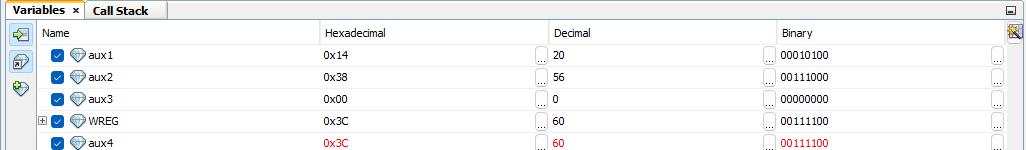 Variables × Call Stack
Name Hexadecimal Decimal Binary
aux1 0x14 ... 20 ... 00010100 ...
aux2 0x38 ... 56 ... 00111000 ...
aux3 0x00 ... 0 ... 00000000 ...
WREG 0x3C ... 60 ... 00111100 ...
aux4 0x3C ... 60 ... 00111100 ...